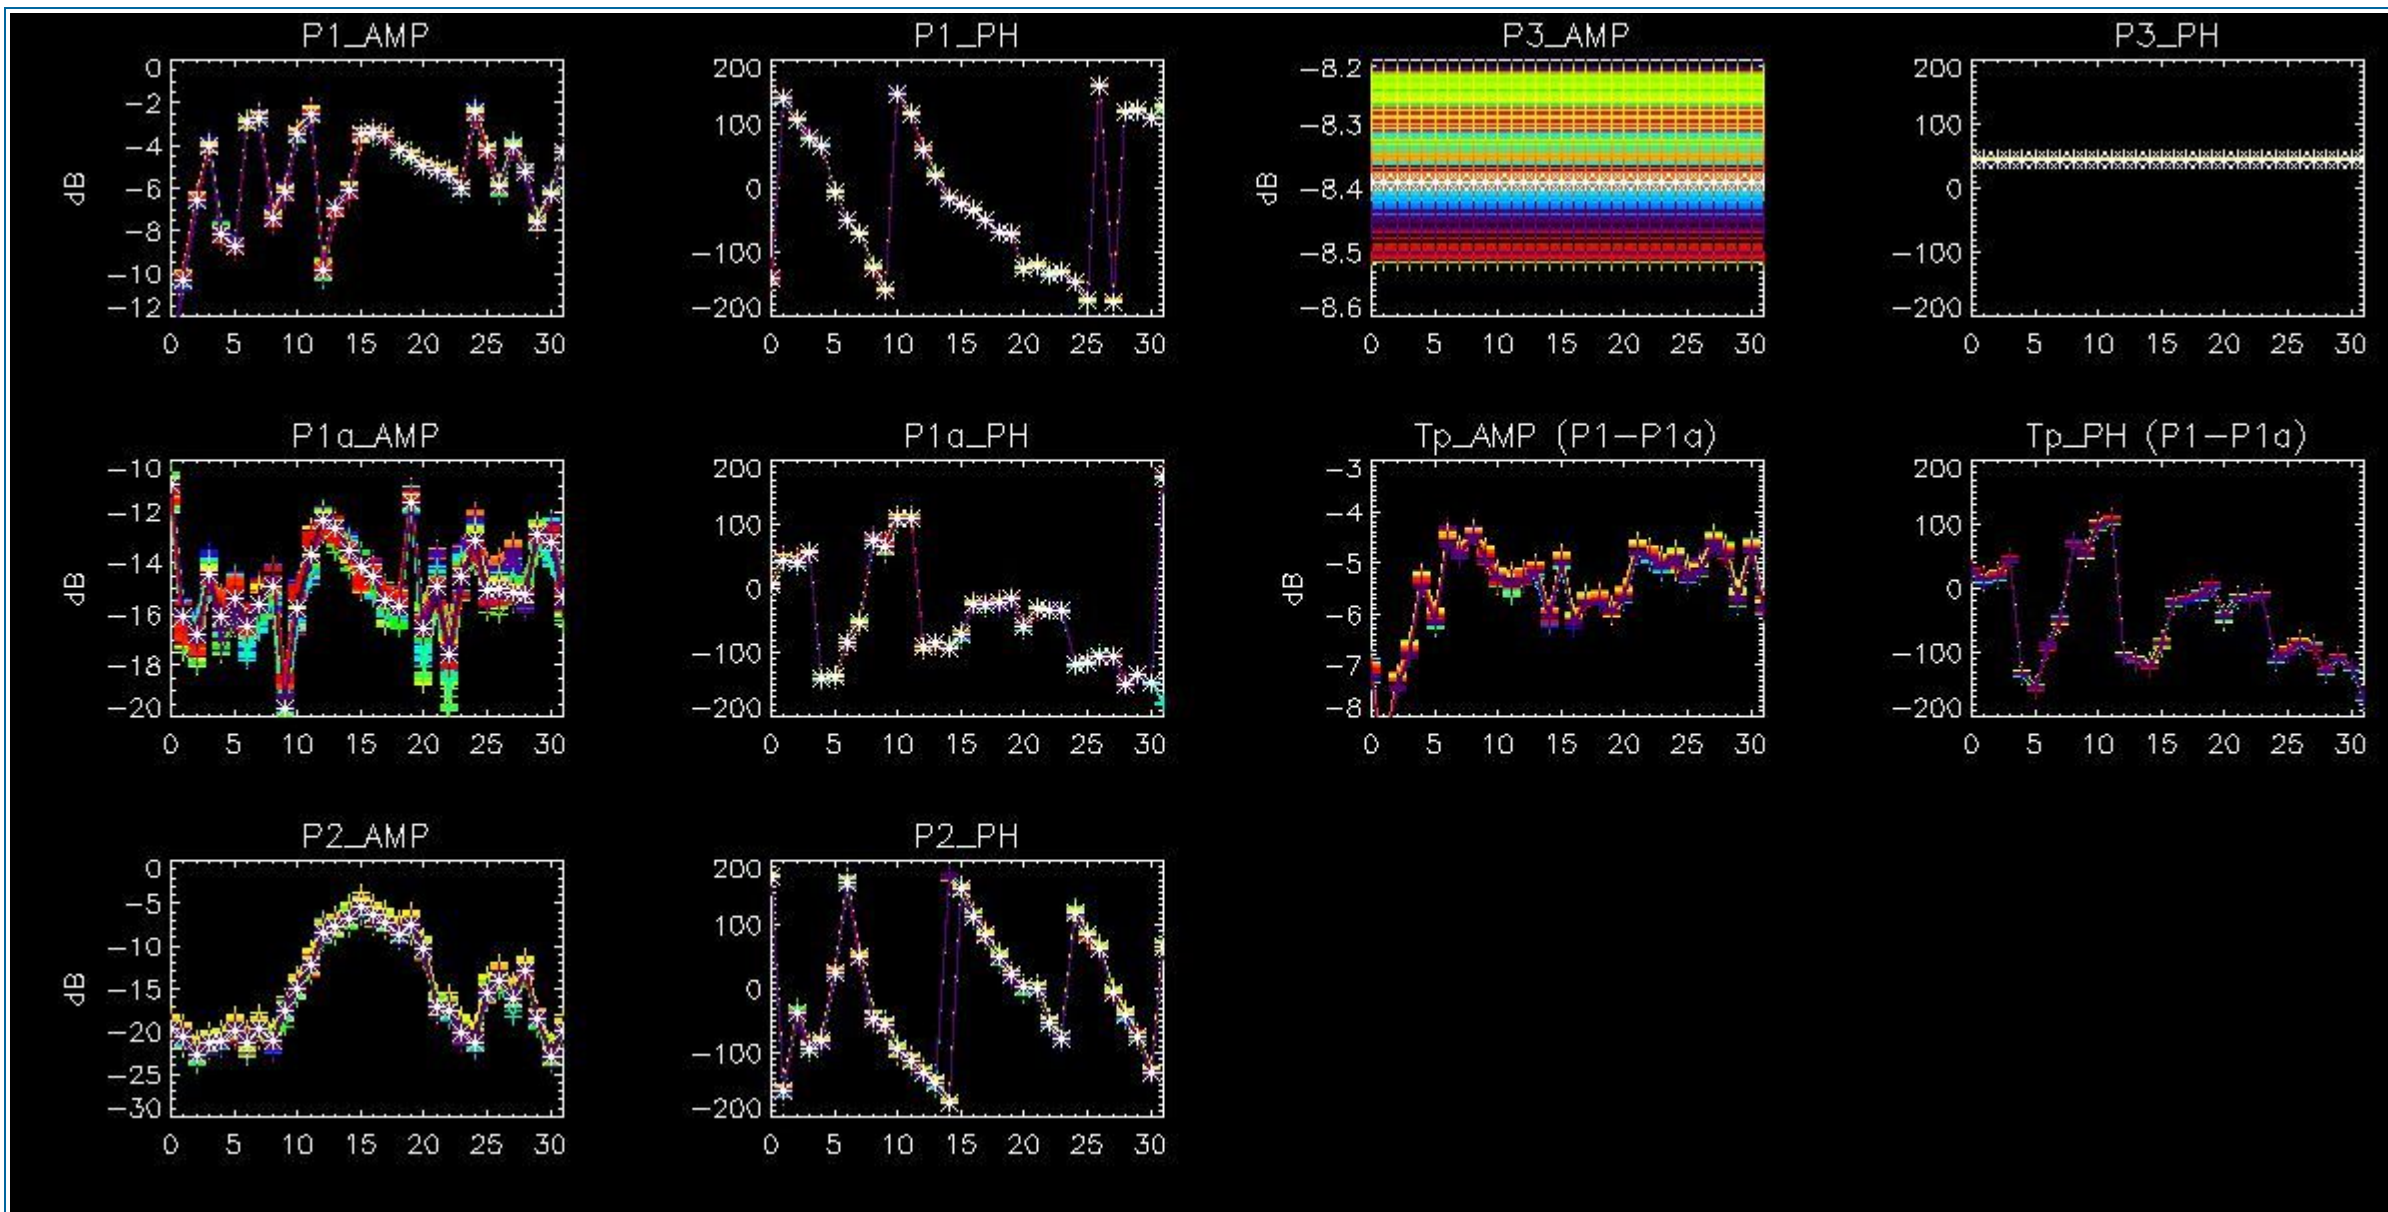 P1_AMP
0
−2
−4
−6
−8
−10
−12
dB
0 5 10 15 20 25 30
P1_PH
200
100
0
−100
−200
0 5 10 15 20 25 30
P3_AMP
−8.2
−8.3
−8.4
−8.5
−8.6
dB
0 5 10 15 20 25 30
P3_PH
200
100
0
−100
−200
0 5 10 15 20 25 30
P1a_AMP
−10
−12
−14
−16
−18
−20
dB
0 5 10 15 20 25 30
P1a_PH
200
100
0
−100
−200
0 5 10 15 20 25 30
Tp_AMP (P1−P1a)
−3
−4
−5
−6
−7
−8
dB
0 5 10 15 20 25 30
Tp_PH (P1−P1a)
200
100
0
−100
−200
0 5 10 15 20 25 30
P2_AMP
0
−5
−10
−15
−20
−25
−30
dB
0 5 10 15 20 25 30
P2_PH
200
100
0
−100
−200
0 5 10 15 20 25 30